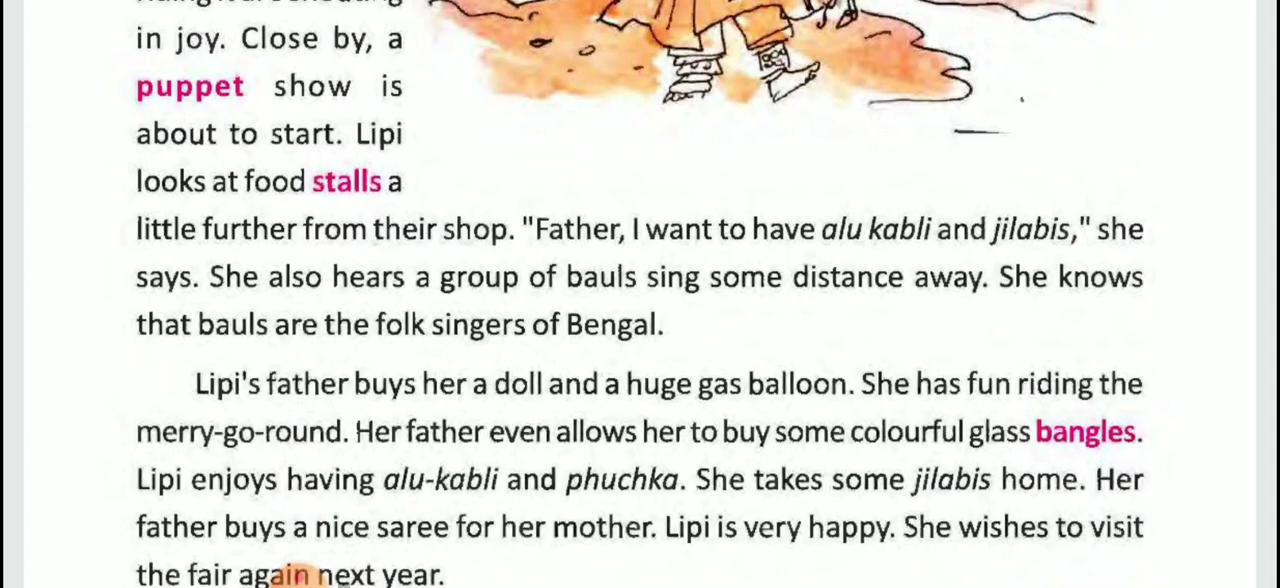 in joy. Close by, a
puppet show is
about to start. Lipi
looks at food stalls a
little further from their shop. "Father, I want to have alu kabli and jilabis," she
says. She also hears a group of bauls sing some distance away. She knows
that bauls are the folk singers of Bengal.
Lipi's father buys her a doll and a huge gas balloon. She has fun riding the
merry-go-round. Her father even allows her to buy some colourful glass bangles.
Lipi enjoys having alu-kabli and phuchka. She takes some jilabis home. Her
father buys a nice saree for her mother. Lipi is very happy. She wishes to visit
the fair again next year.